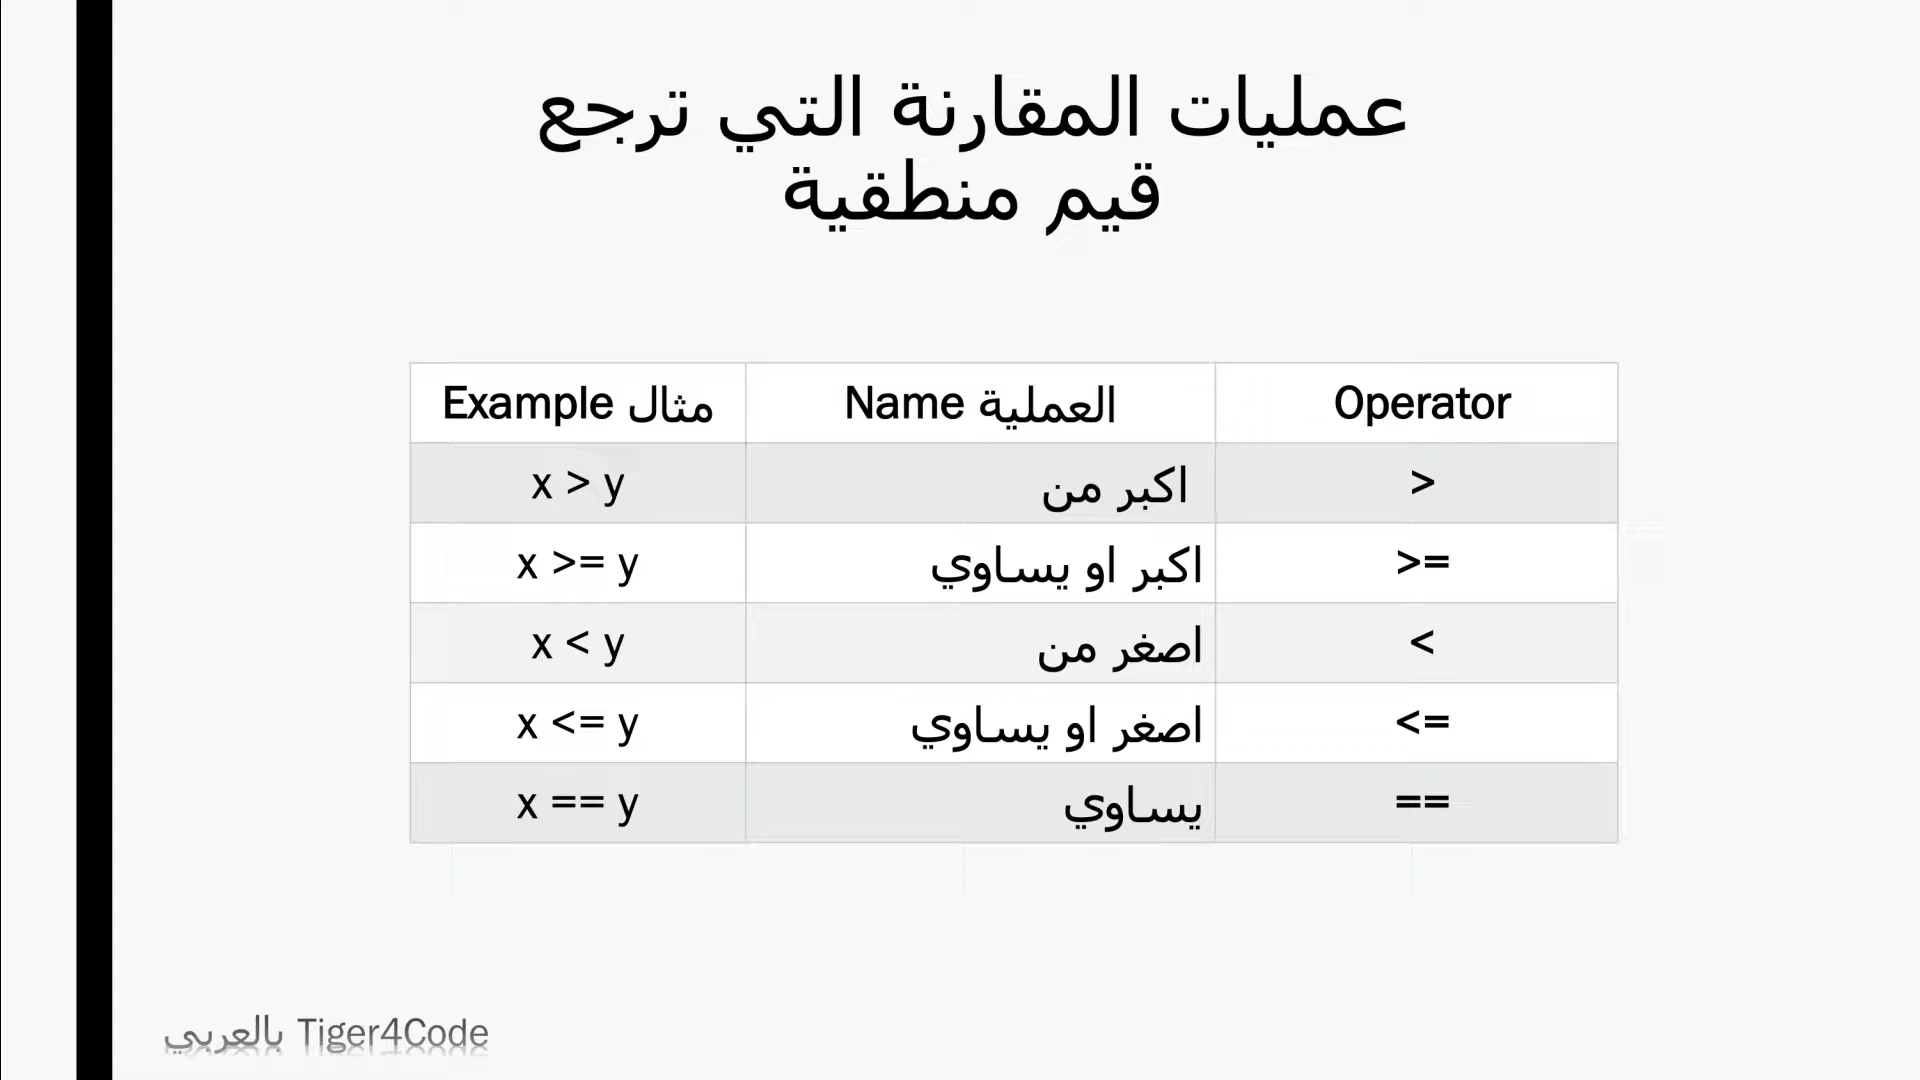 عمليات المقارنة التي ترجع
قيم منطقية
Operator | العملية Name | مثال Example
> | اكبر من | x > y
>= | اكبر او يساوي | x >= y
< | اصغر من | x < y
<= | اصغر او يساوي | x <= y
== | يساوي | x == y
Tiger4Code بالعربي